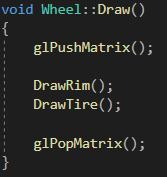 void Wheel::Draw()
{
    glPushMatrix();
    DrawRim();
    DrawTire();
    glPopMatrix();
}